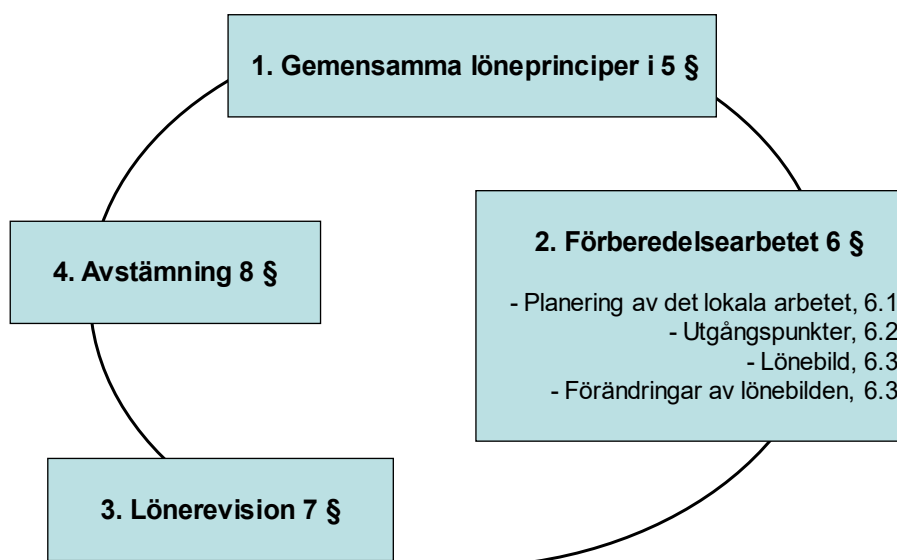 1. Gemensamma löneprinciper i 5 §
2. Förberedelsearbetet 6 §
- Planering av det lokala arbetet, 6.1
- Utgångspunkter, 6.2
- Lönebild, 6.3
- Förändringar av lönebilden, 6.3
3. Lönerevision 7 §
4. Avstämning 8 §